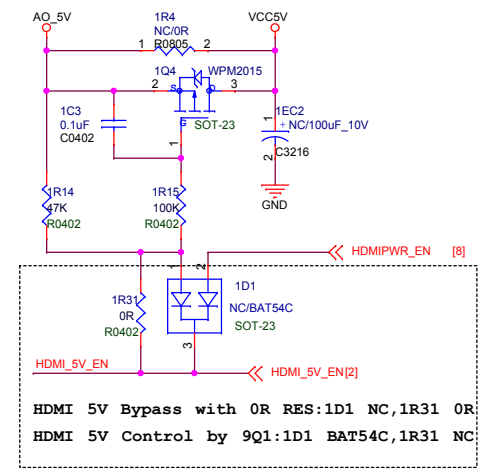 AO_5V
1R4
VCC5V
NC/0R
1
R0805
2
1Q4
WPM2015
2
S
D
3
1C3
0.1uF
C0402
G
SOT-23
1
1
1EC2
+
NC/100uF_10V
2
C3216
GND
1R14
47K
R0402
1R15
100K
R0402
HDMIPWR_EN
[8]
1
2
1D1
1R31
0R
R0402
NC/BAT54C
SOT-23
3
HDMI_5V_EN
HDMI_5V_EN[2]
HDMI 5V Bypass with 0R RES:1D1 NC,1R31 0R
HDMI 5V Control by 9Q1:1D1 BAT54C,1R31 NC